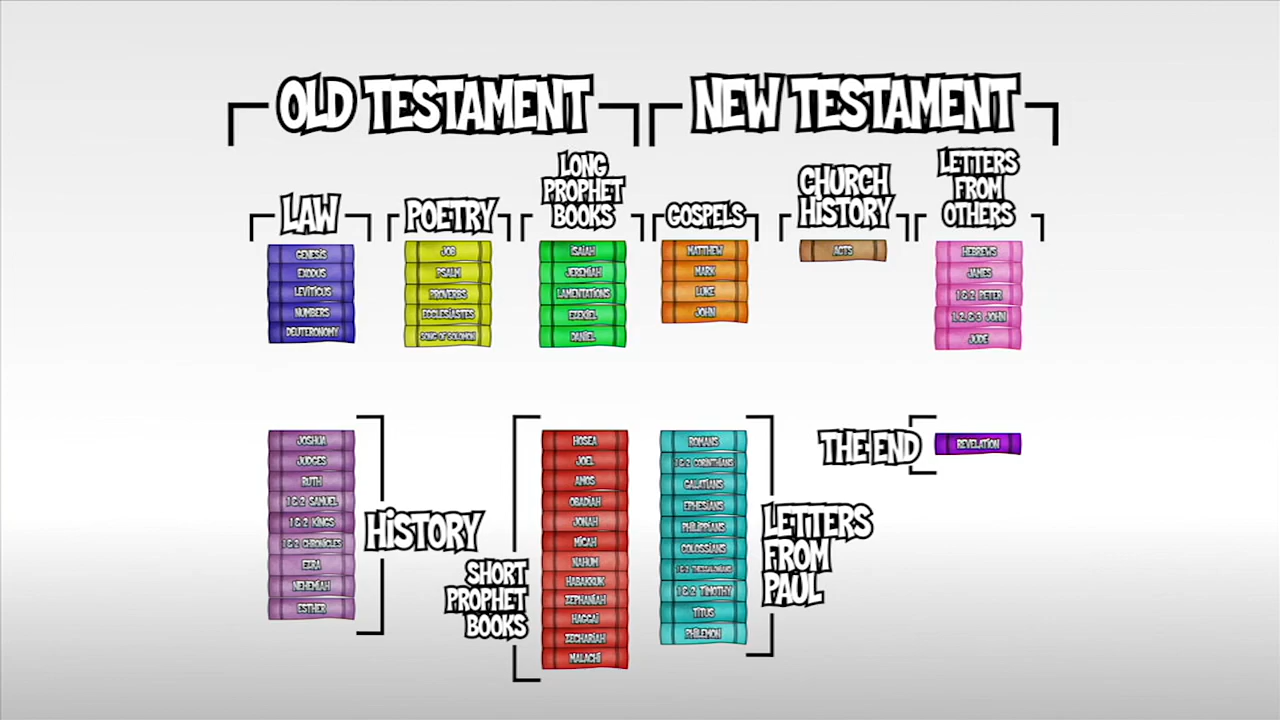 OLD TESTAMENT
NEW TESTAMENT
LAW
GENESIS
EXODUS
LEVITICUS
NUMBERS
DEUTERONOMY
POETRY
JOB
PSALM
PROVERBS
ECCLESIASTES
SONG OF SOLOMON
LONG
PROPHET
BOOKS
ISAIAH
JEREMIAH
LAMENTATIONS
EZEKIEL
DANIEL
GOSPELS
MATTHEW
MARK
LUKE
JOHN
CHURCH
HISTORY
ACTS
LETTERS
FROM
OTHERS
HEBREWS
JAMES
1 & 2 PETER
1, 2, & 3 JOHN
JUDE
HISTORY
JOSHUA
JUDGES
RUTH
1 & 2 SAMUEL
1 & 2 KINGS
1 & 2 CHRONICLES
EZRA
NEHEMIAH
ESTHER
SHORT
PROPHET
BOOKS
HOSEA
JOEL
AMOS
OBADIAH
JONAH
MICAH
NAHUM
HABAKKUK
ZEPHANIAH
HAGGAI
ZECHARIAH
MALACHI
LETTERS
FROM
PAUL
ROMANS
1 & 2 CORINTHIANS
GALATIANS
EPHESIANS
PHILIPPIANS
COLOSSIANS
1 & 2 THESSALONIANS
1 & 2 TIMOTHY
TITUS
PHILEMON
THE END
REVELATION